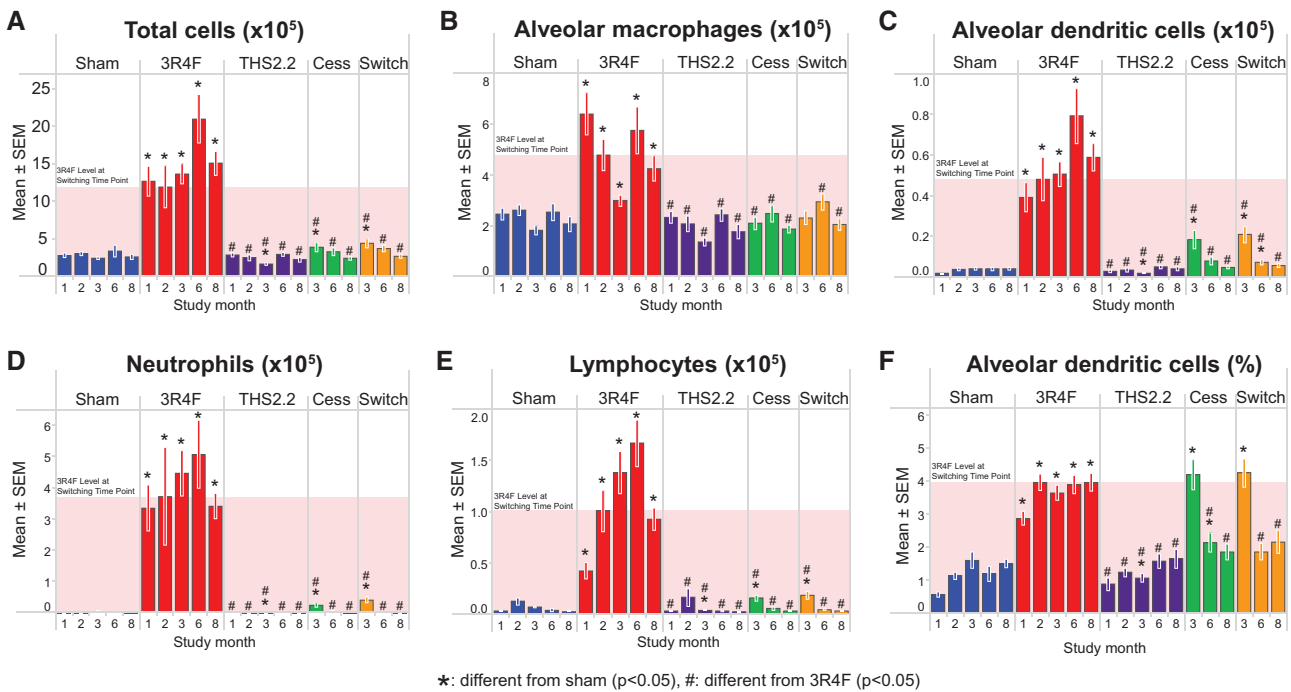 A Total cells (x10⁵)
Sham 3R4F THS2.2 Cess Switch
25
20
15
10
5
0
Mean ± SEM
3R4F Level at
Switching Time Point
* * * * *
# # # * # # # * # # # * # #
1 2 3 6 8 1 2 3 6 8 1 2 3 6 8 3 6 8 3 6 8
Study month
B Alveolar macrophages (x10⁵)
Sham 3R4F THS2.2 Cess Switch
8
6
4
2
0
Mean ± SEM
3R4F Level at
Switching Time Point
* * * * *
# # # # # # # # #
1 2 3 6 8 1 2 3 6 8 1 2 3 6 8 3 6 8 3 6 8
Study month
C Alveolar dendritic cells (x10⁵)
Sham 3R4F THS2.2 Cess Switch
1.0
0.8
0.6
0.4
0.2
0.0
Mean ± SEM
3R4F Level at
Switching Time Point
* * * * *
# # # * # # # * # # # * # * #
1 2 3 6 8 1 2 3 6 8 1 2 3 6 8 3 6 8 3 6 8
Study month
D Neutrophils (x10⁵)
Sham 3R4F THS2.2 Cess Switch
6
5
4
3
2
1
0
Mean ± SEM
3R4F Level at
Switching Time Point
* * * * *
# # # * # # # * # # # * # #
1 2 3 6 8 1 2 3 6 8 1 2 3 6 8 3 6 8 3 6 8
Study month
E Lymphocytes (x10⁵)
Sham 3R4F THS2.2 Cess Switch
2.0
1.5
1.0
0.5
0.0
Mean ± SEM
3R4F Level at
Switching Time Point
* * * * *
# # # * # # # * # # # * # #
1 2 3 6 8 1 2 3 6 8 1 2 3 6 8 3 6 8 3 6 8
Study month
F Alveolar dendritic cells (%)
Sham 3R4F THS2.2 Cess Switch
6
5
4
3
2
1
0
Mean ± SEM
3R4F Level at
Switching Time Point
* * * * *
# # # * # # * # * # * # #
1 2 3 6 8 1 2 3 6 8 1 2 3 6 8 3 6 8 3 6 8
Study month
*: different from sham (p<0.05), #: different from 3R4F (p<0.05)